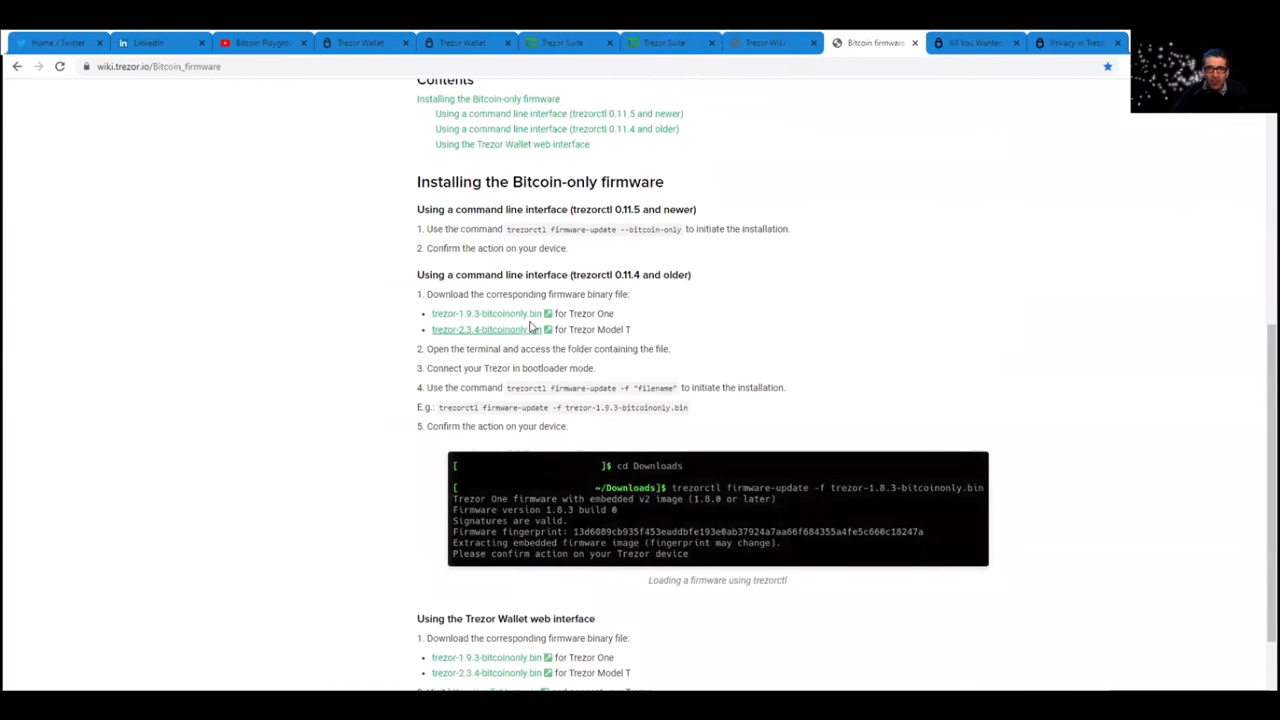 Home / Twitter
LinkedIn
Bitcoin Playgro
Trezor Wallet
Trezor Wallet
Trezor Suite
Trezor Suite
Trezor Wiki
Bitcoin firmware
All You Wanted
Privacy in Trezo
wiki.trezor.io/Bitcoin_firmware
Contents
Installing the Bitcoin-only firmware
Using a command line interface (trezorctl 0.11.5 and newer)
Using a command line interface (trezorctl 0.11.4 and older)
Using the Trezor Wallet web interface
Installing the Bitcoin-only firmware
Using a command line interface (trezorctl 0.11.5 and newer)
1. Use the command trezorctl firmware-update --bitcoin-only to initiate the installation.
2. Confirm the action on your device.
Using a command line interface (trezorctl 0.11.4 and older)
1. Download the corresponding firmware binary file:
• trezor-1.9.3-bitcoinonly.bin for Trezor One
• trezor-2.3.4-bitcoinonly.bin for Trezor Model T
2. Open the terminal and access the folder containing the file.
3. Connect your Trezor in bootloader mode.
4. Use the command trezorctl firmware-update -f "filename" to initiate the installation.
E.g.: trezorctl firmware-update -f trezor-1.9.3-bitcoinonly.bin
5. Confirm the action on your device.
[ ]$ cd Downloads
[ ~/Downloads]$ trezorctl firmware-update -f trezor-1.8.3-bitcoinonly.bin
Trezor One firmware with embedded v2 image (1.8.0 or later)
Firmware version 1.8.3 build 0
Signatures are valid.
Firmware fingerprint: 13d6089cb935f453eaddbfe193e0ab37924a7aa66f684355a4fe5c660c18247a
Extracting embedded firmware image (fingerprint may change).
Please confirm action on your Trezor device
Loading a firmware using trezorctl
Using the Trezor Wallet web interface
1. Download the corresponding firmware binary file:
• trezor-1.9.3-bitcoinonly.bin for Trezor One
• trezor-2.3.4-bitcoinonly.bin for Trezor Model T